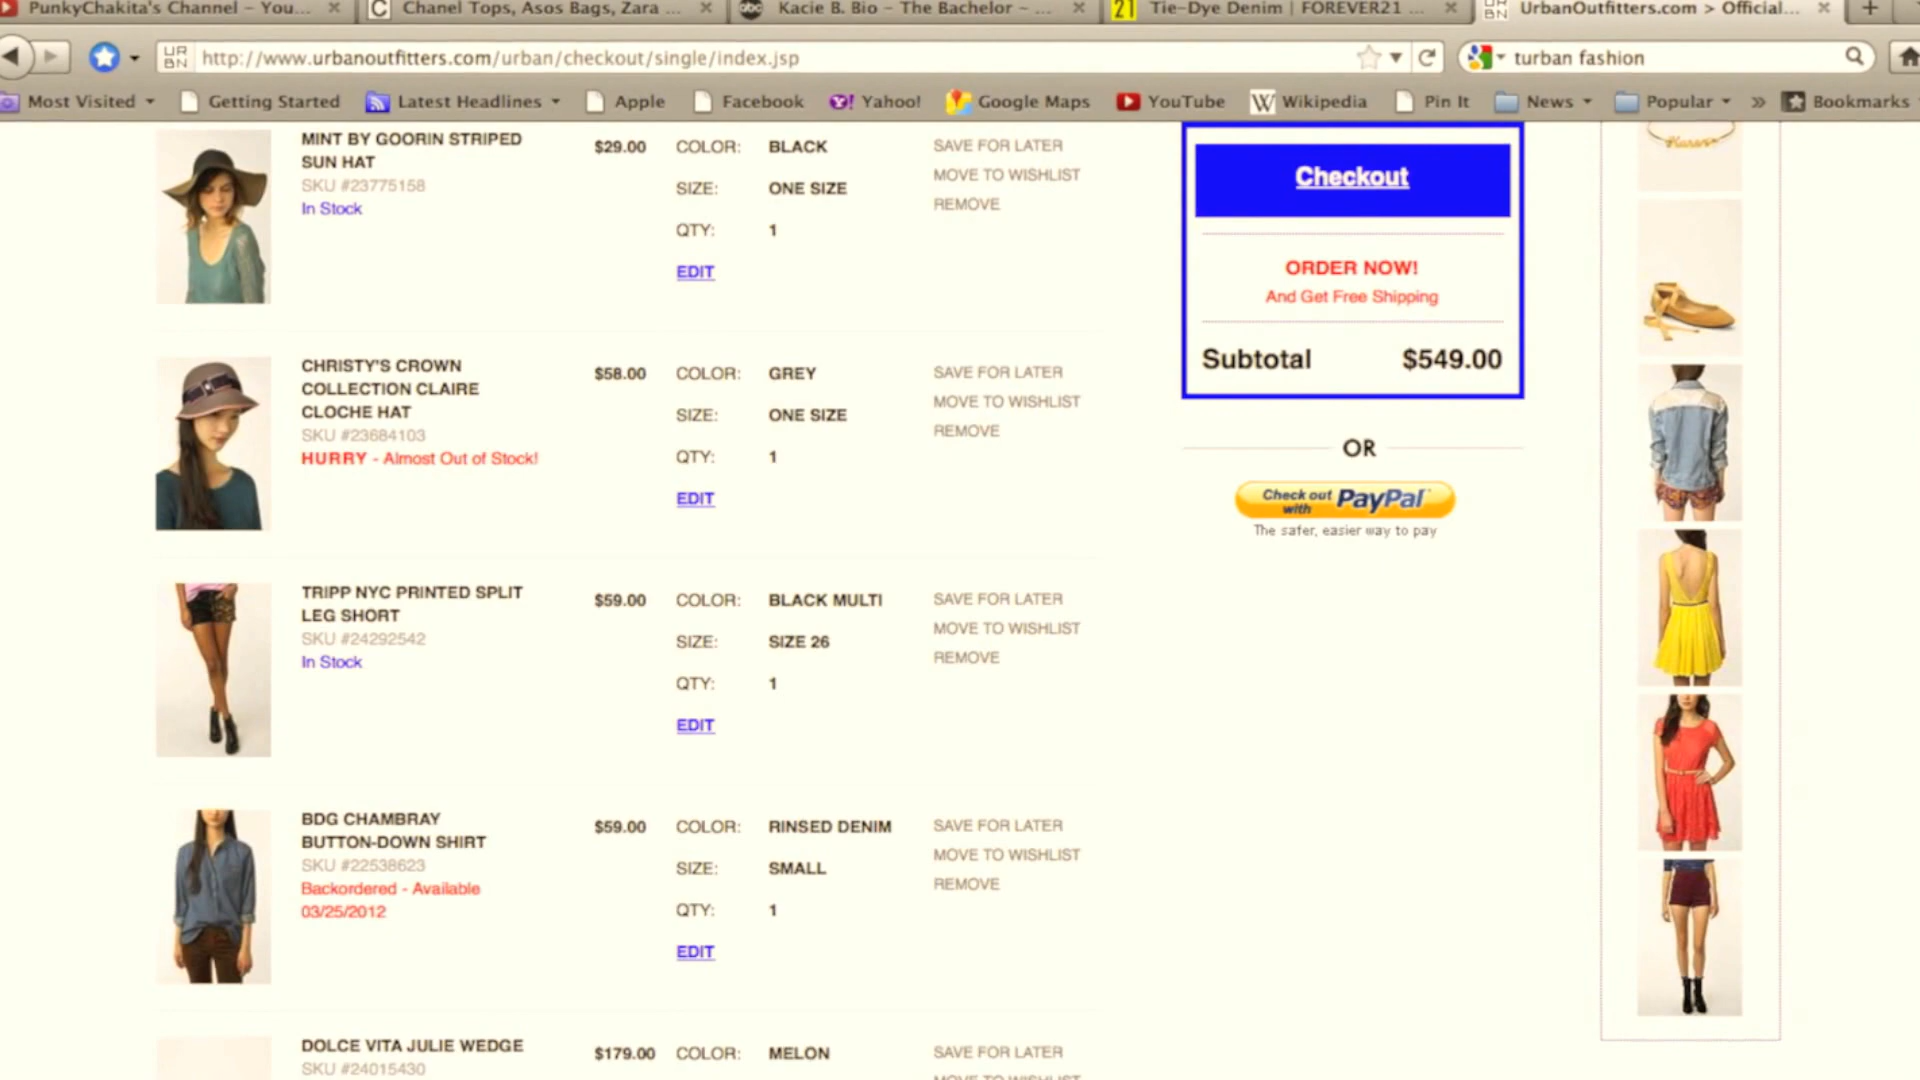 PunkyChakita's Channel – You...
Chanel Tops, Asos Bags, Zara ...
abc Kacie B. Bio – The Bachelor – ...
21 Tie-Dye Denim | FOREVER21 ...
UrbanOutfitters.com > Official...
UR
BN
http://www.urbanoutfitters.com/urban/checkout/single/index.jsp
turban fashion
Most Visited
Getting Started
Latest Headlines
Apple
Facebook
Yahoo!
Google Maps
YouTube
W Wikipedia
Pin It
News
Popular
Bookmarks
MINT BY GOORIN STRIPED
SUN HAT
SKU #23775158
In Stock
$29.00
COLOR: BLACK
SIZE: ONE SIZE
QTY: 1
EDIT
SAVE FOR LATER
MOVE TO WISHLIST
REMOVE
CHRISTY'S CROWN
COLLECTION CLAIRE
CLOCHE HAT
SKU #23684103
HURRY - Almost Out of Stock!
$58.00
COLOR: GREY
SIZE: ONE SIZE
QTY: 1
EDIT
SAVE FOR LATER
MOVE TO WISHLIST
REMOVE
TRIPP NYC PRINTED SPLIT
LEG SHORT
SKU #24292542
In Stock
$59.00
COLOR: BLACK MULTI
SIZE: SIZE 26
QTY: 1
EDIT
SAVE FOR LATER
MOVE TO WISHLIST
REMOVE
BDG CHAMBRAY
BUTTON-DOWN SHIRT
SKU #22538623
Backordered - Available
03/25/2012
$59.00
COLOR: RINSED DENIM
SIZE: SMALL
QTY: 1
EDIT
SAVE FOR LATER
MOVE TO WISHLIST
REMOVE
DOLCE VITA JULIE WEDGE
SKU #24015430
$179.00
COLOR: MELON
SAVE FOR LATER
MOVE TO WISHLIST
Checkout
ORDER NOW!
And Get Free Shipping
Subtotal $549.00
OR
Check out
with PayPal
The safer, easier way to pay